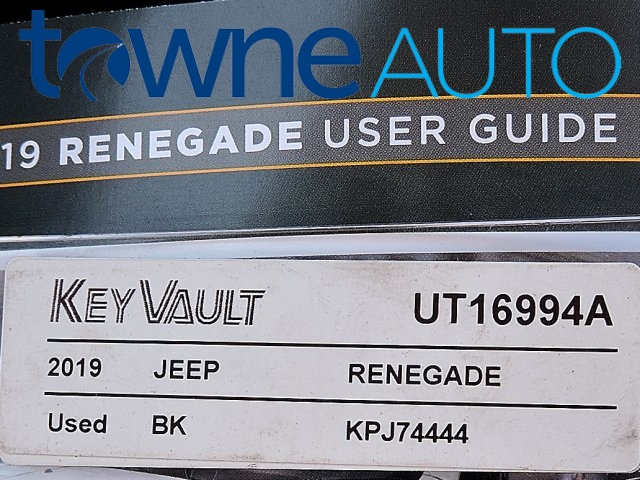 towne AUTO
19 RENEGADE USER GUIDE
KEY VAULT UT16994A
2019 JEEP RENEGADE
Used BK KPJ74444